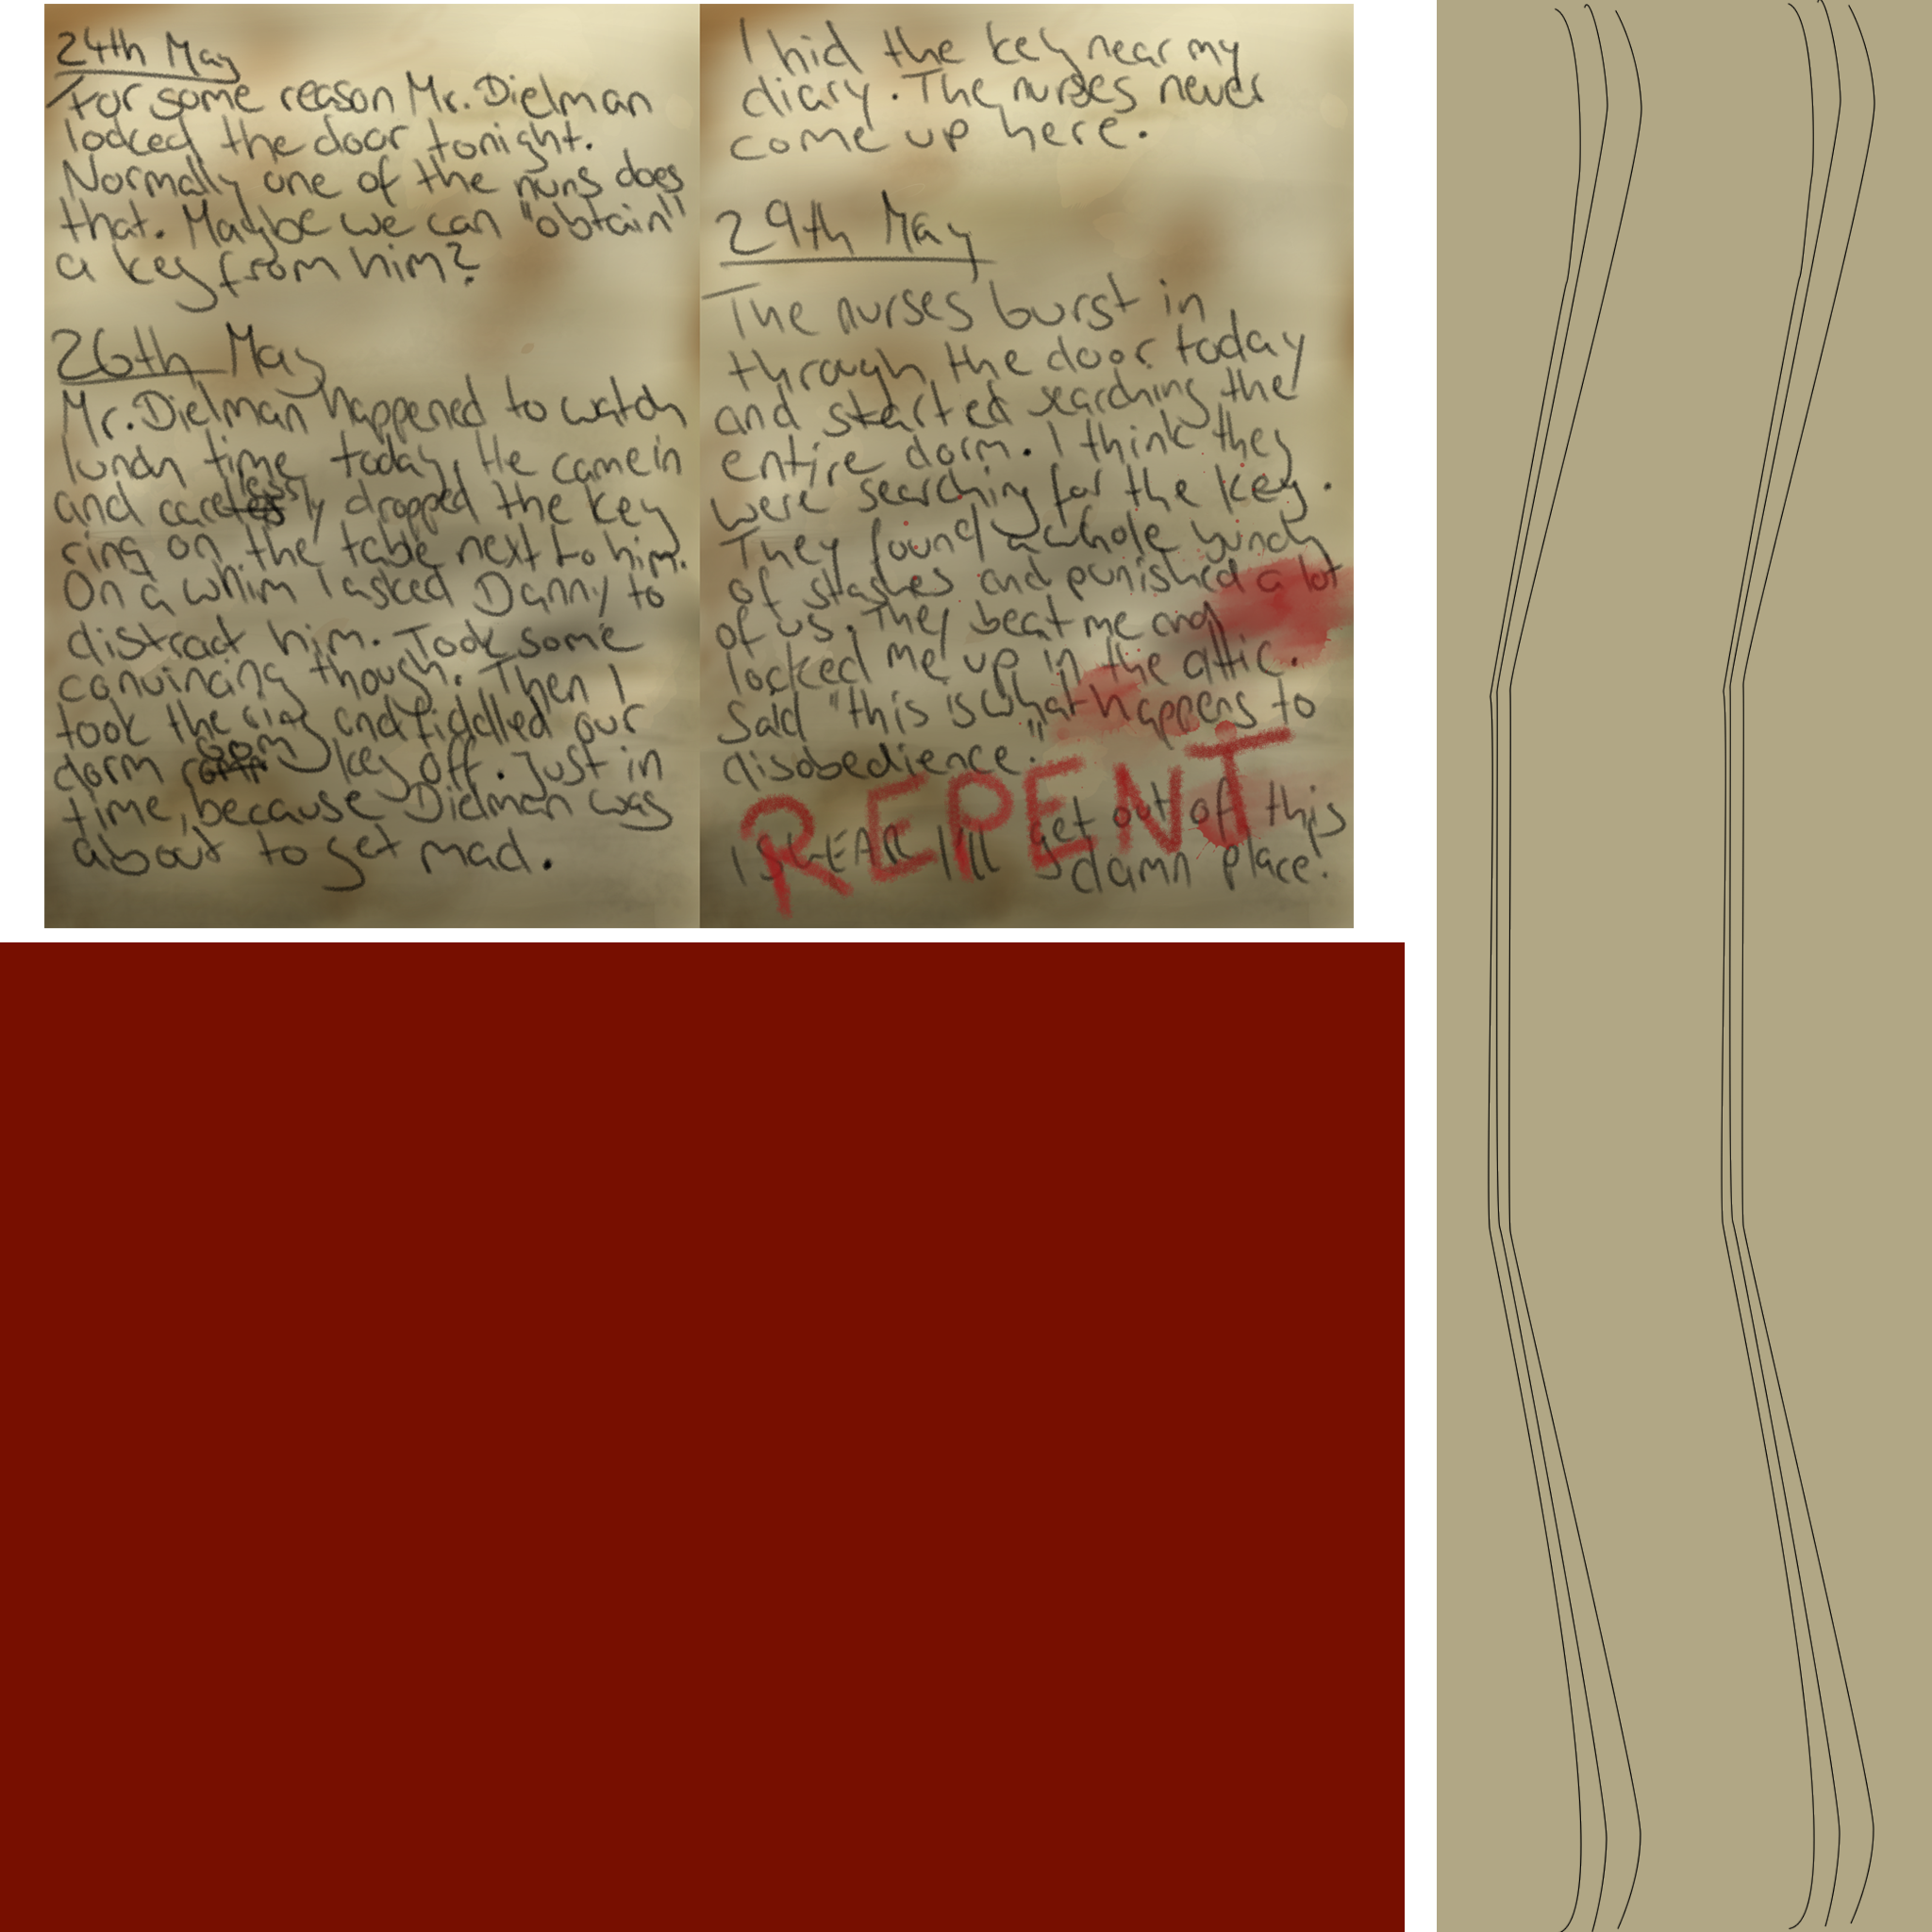 24th May
For some reason Mr. Dielman
locked the door tonight.
Normally one of the nuns does
that. Maybe we can "obtain"
a key from him?
26th May
Mr. Dielman happened to watch
lunch time today. He came in
and carelessly dropped the key
ring on the table next to him.
On a whim I asked Danny to
distract him. Took some
convincing though. Then I
took the ring and fiddled our
dorm room key off. Just in
time, because Dielman was
about to get mad.
I hid the key near my
diary. The nurses never
come up here.
29th May
The nurses burst in
through the door today
and started searching the
entire dorm. I think they
were searching for the key.
They found a whole bunch
of stashes and punished a lot
of us. They beat me and
locked me up in the attic.
Said "this is what happens to
disobedience."
REPENT
I SWEAR I'll get out of this
damn place!